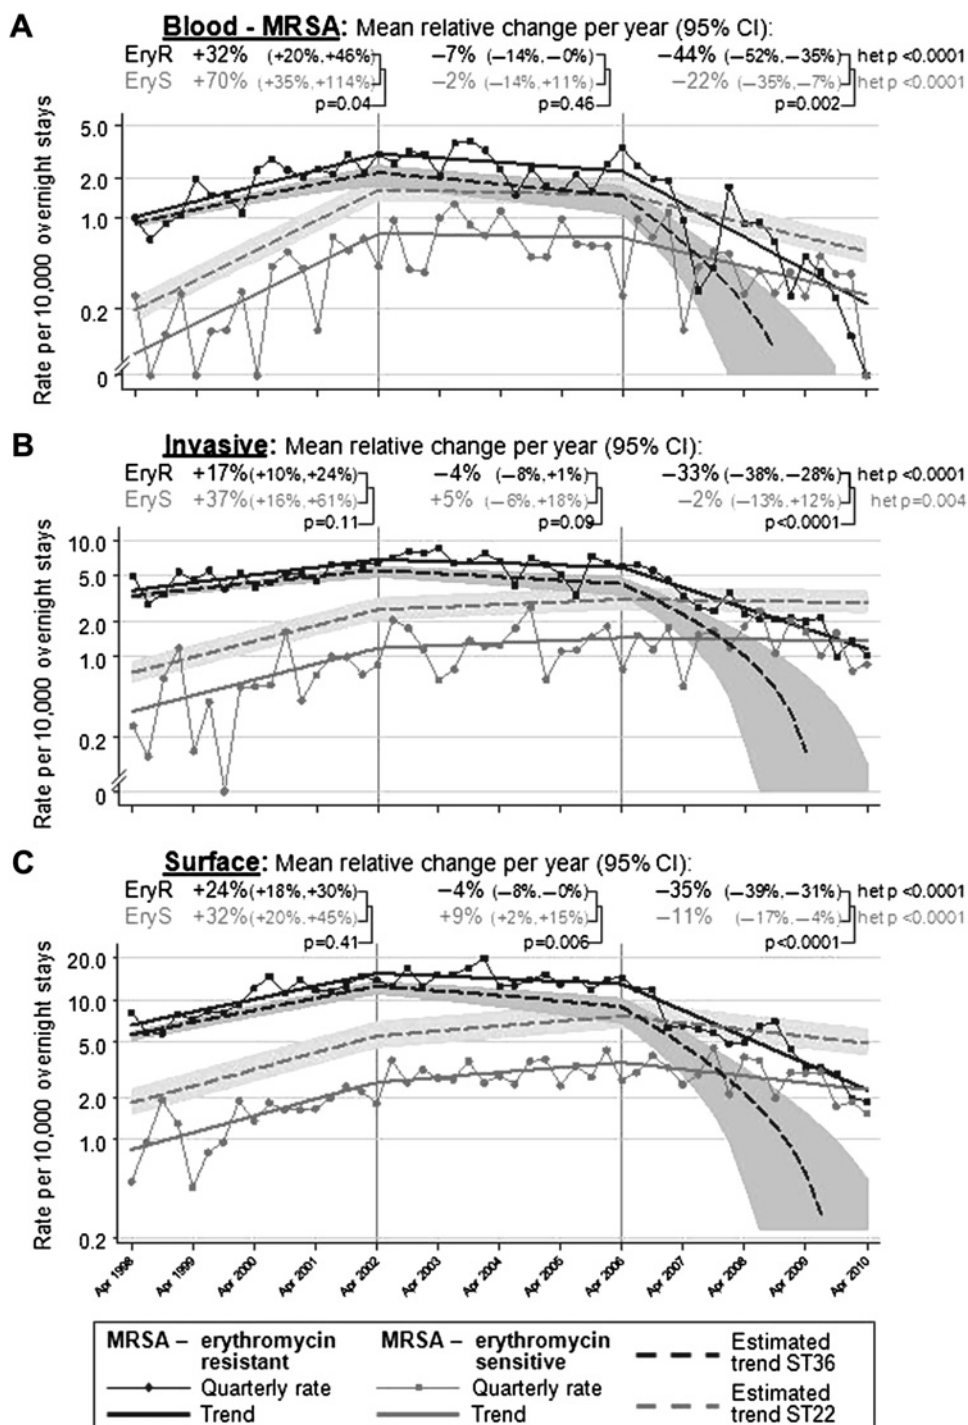 A Blood - MRSA: Mean relative change per year (95% CI):
EryR +32% (+20%,+46%) −7% (−14%,−0%) −44% (−52%,−35%) het p <0.0001
EryS +70% (+35%,+114%) −2% (−14%,+11%) −22% (−35%,−7%) het p <0.0001
p=0.04 p=0.46 p=0.002
Rate per 10,000 overnight stays
5.0
2.0
1.0
0.2
0
B Invasive: Mean relative change per year (95% CI):
EryR +17% (+10%,+24%) −4% (−8%,+1%) −33% (−38%,−28%) het p <0.0001
EryS +37% (+16%,+61%) +5% (−6%,+18%) −2% (−13%,+12%) het p=0.004
p=0.11 p=0.09 p<0.0001
Rate per 10,000 overnight stays
10.0
5.0
2.0
1.0
0.2
0
C Surface: Mean relative change per year (95% CI):
EryR +24% (+18%,+30%) −4% (−8%,−0%) −35% (−39%,−31%) het p <0.0001
EryS +32% (+20%,+45%) +9% (+2%,+15%) −11% (−17%,−4%) het p <0.0001
p=0.41 p=0.006 p<0.0001
Rate per 10,000 overnight stays
20.0
10.0
5.0
2.0
1.0
0.2
Apr 1998 Apr 1999 Apr 2000 Apr 2001 Apr 2002 Apr 2003 Apr 2004 Apr 2005 Apr 2006 Apr 2007 Apr 2008 Apr 2009 Apr 2010
MRSA – erythromycin resistant
Quarterly rate
Trend
MRSA – erythromycin sensitive
Quarterly rate
Trend
Estimated trend ST36
Estimated trend ST22